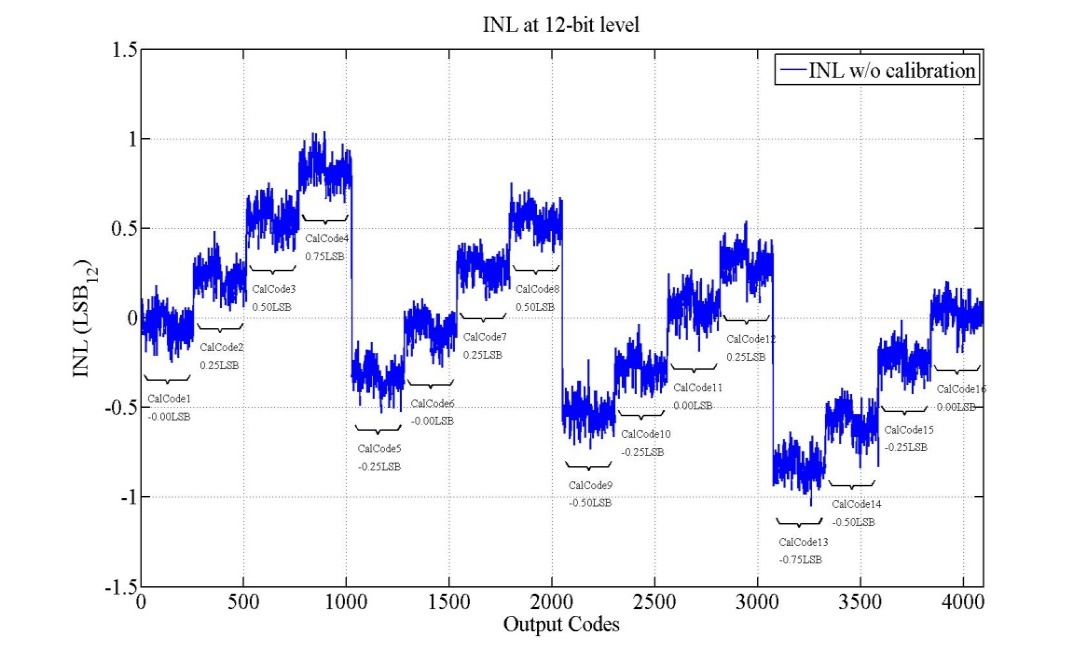 INL at 12-bit level
INL w/o calibration
1.5
1
0.5
0
-0.5
-1
-1.5
INL (LSB12)
CalCode1
-0.00LSB
CalCode2
0.25LSB
CalCode3
0.50LSB
CalCode4
0.75LSB
CalCode5
-0.25LSB
CalCode6
-0.00LSB
CalCode7
0.25LSB
CalCode8
0.50LSB
CalCode9
-0.50LSB
CalCode10
-0.25LSB
CalCode11
0.00LSB
CalCode12
0.25LSB
CalCode13
-0.75LSB
CalCode14
-0.50LSB
CalCode15
-0.25LSB
CalCode16
0.00LSB
0 500 1000 1500 2000 2500 3000 3500 4000
Output Codes